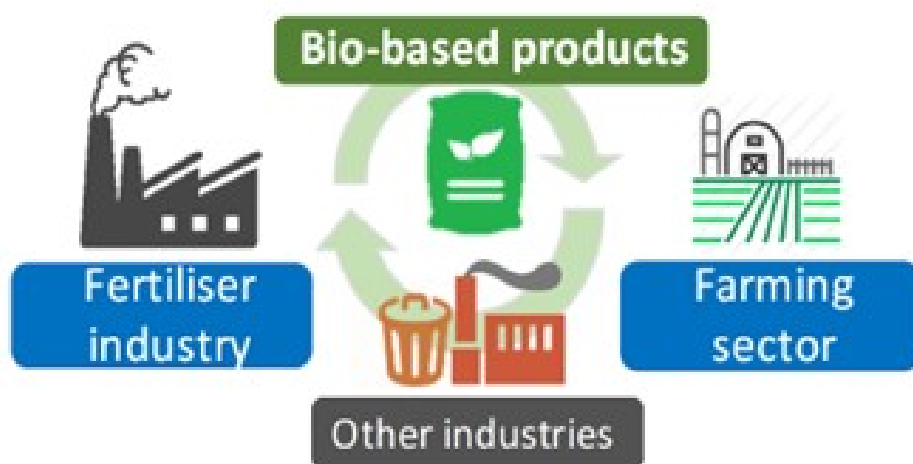 Bio-based products
Fertiliser
industry
Farming
sector
Other industries